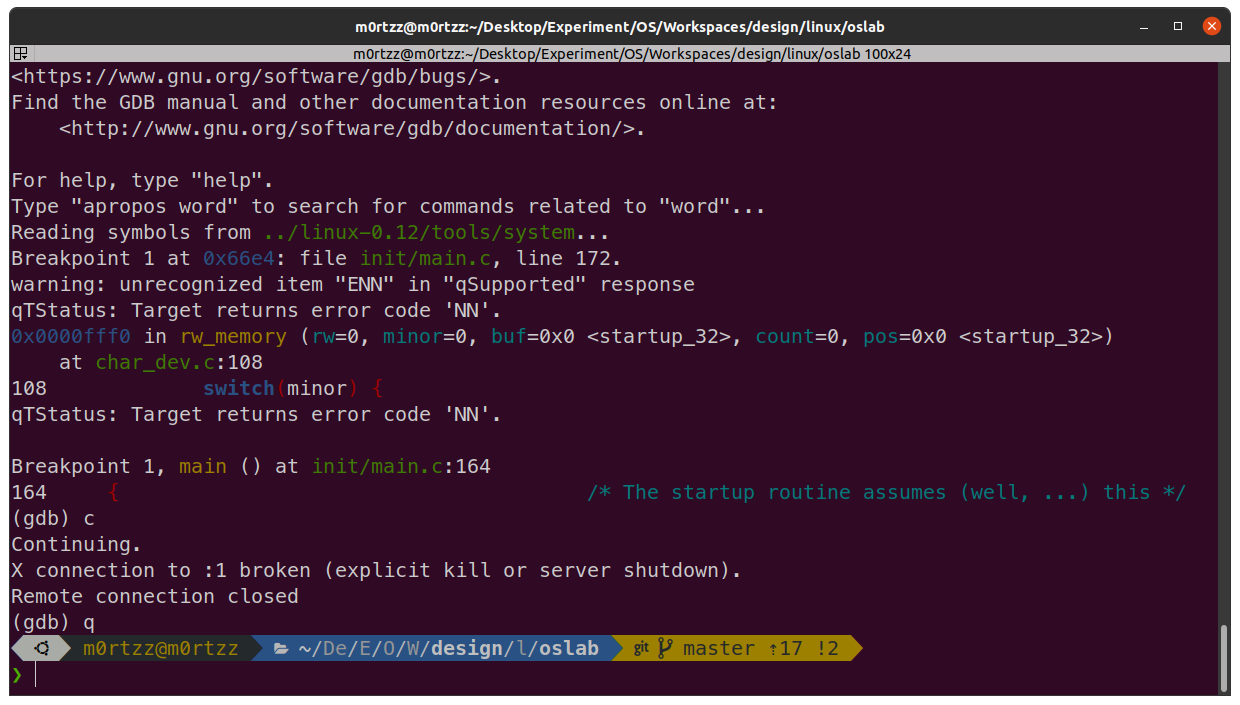 m0rtzz@m0rtzz:~/Desktop/Experiment/OS/Workspaces/design/linux/oslab
m0rtzz@m0rtzz:~/Desktop/Experiment/OS/Workspaces/design/linux/oslab 100x24
<https://www.gnu.org/software/gdb/bugs/>.
Find the GDB manual and other documentation resources online at:
    <http://www.gnu.org/software/gdb/documentation/>.

For help, type "help".
Type "apropos word" to search for commands related to "word"...
Reading symbols from ../linux-0.12/tools/system...
Breakpoint 1 at 0x66e4: file init/main.c, line 172.
warning: unrecognized item "ENN" in "qSupported" response
qTStatus: Target returns error code 'NN'.
0x0000fff0 in rw_memory (rw=0, minor=0, buf=0x0 <startup_32>, count=0, pos=0x0 <startup_32>)
    at char_dev.c:108
108             switch(minor) {
qTStatus: Target returns error code 'NN'.

Breakpoint 1, main () at init/main.c:164
164     {                                       /* The startup routine assumes (well, ...) this */
(gdb) c
Continuing.
X connection to :1 broken (explicit kill or server shutdown).
Remote connection closed
(gdb) q
m0rtzz@m0rtzz ~/De/E/O/W/design/l/oslab git master ⇡17 !2
❯